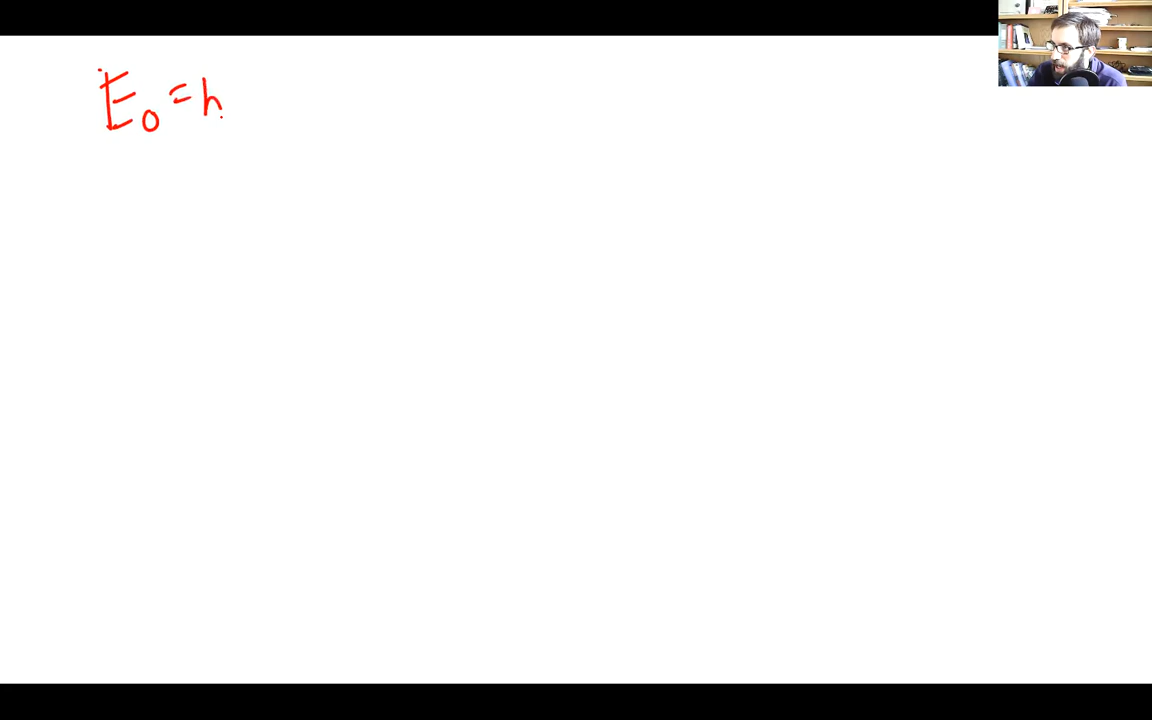 E₀ = h